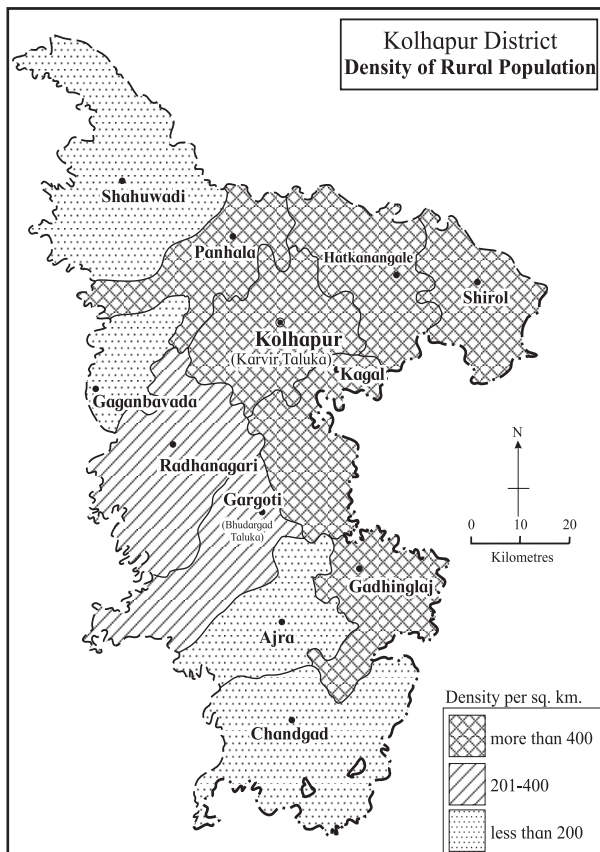 Kolhapur District
Density of Rural Population
Shahuwadi
Panhala
Hatkanangale
Shirol
Kolhapur
(Karvir Taluka)
Kagal
Gaganbavada
Radhanagari
Gargoti
(Bhudargad
Taluka)
N
0 10 20
Kilometres
Gadhinglaj
Ajra
Chandgad
Density per sq. km.
more than 400
201-400
less than 200